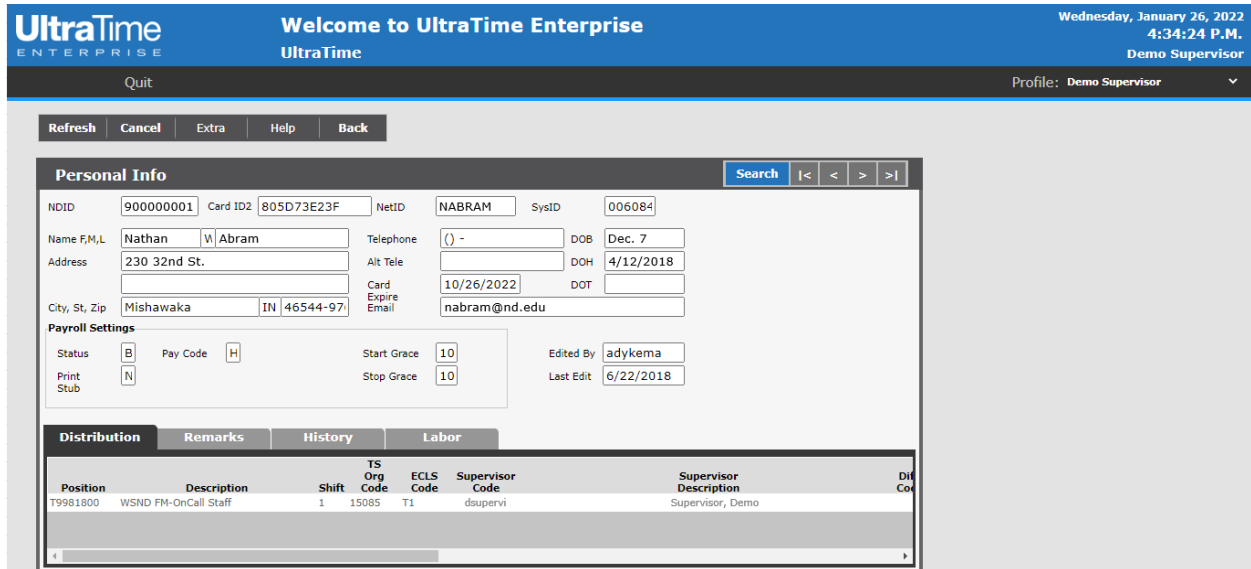 UltraTime
ENTERPRISE
Welcome to UltraTime Enterprise
UltraTime
Wednesday, January 26, 2022
4:34:24 P.M.
Demo Supervisor
Quit
Profile: Demo Supervisor
Refresh Cancel Extra Help Back
Personal Info
Search |< < > >|
NDID 900000001 Card ID2 805D73E23F NetID NABRAM SysID 006084
Name F,M,L Nathan W Abram Telephone () - DOB Dec. 7
Address 230 32nd St. Alt Tele DOH 4/12/2018
Card Expire 10/26/2022 DOT
City, St, Zip Mishawaka IN 46544-97 Email nabram@nd.edu
Payroll Settings
Status B Pay Code H Start Grace 10 Edited By adykema
Print Stub N Stop Grace 10 Last Edit 6/22/2018
Distribution Remarks History Labor
Position Description Shift TS Org Code ECLS Code Supervisor Code Supervisor Description
T9981800 WSND FM-OnCall Staff 1 15085 T1 dsupervi Supervisor, Demo